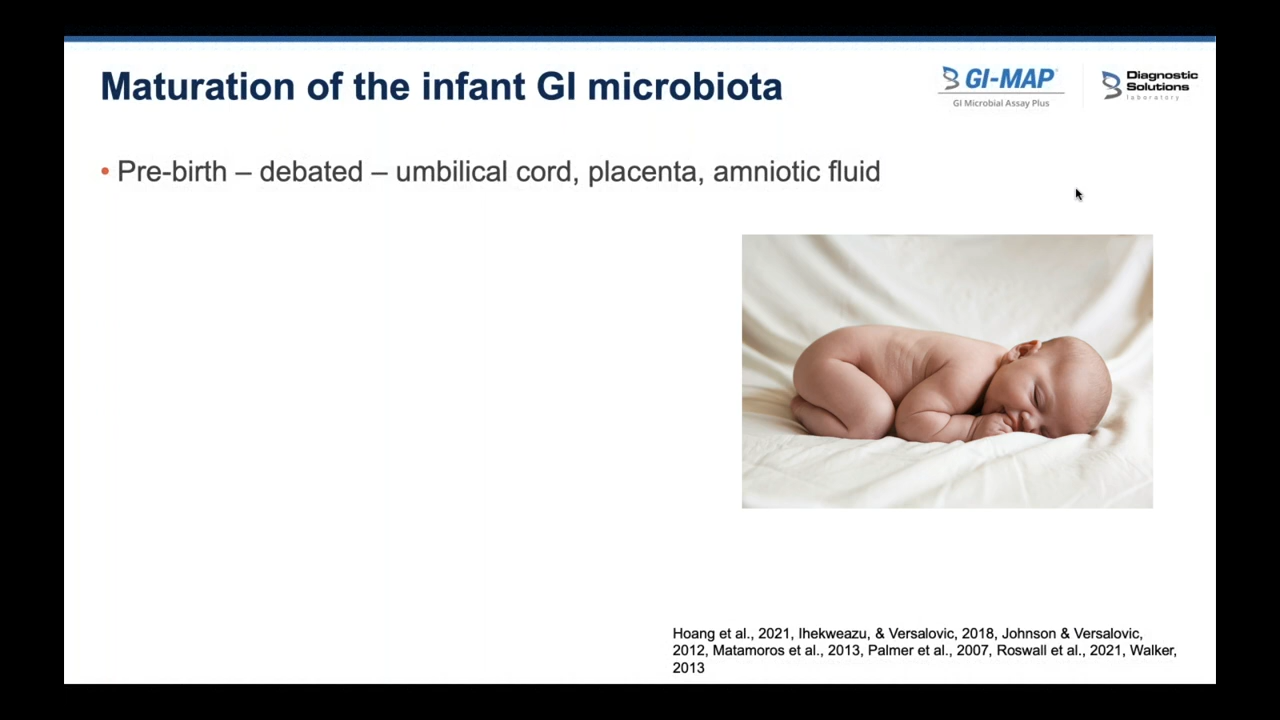 Maturation of the infant GI microbiota
GI-MAP®
GI Microbial Assay Plus
Diagnostic
Solutions
laboratory
• Pre-birth – debated – umbilical cord, placenta, amniotic fluid
Hoang et al., 2021, Ihekweazu, & Versalovic, 2018, Johnson & Versalovic,
2012, Matamoros et al., 2013, Palmer et al., 2007, Roswall et al., 2021, Walker,
2013